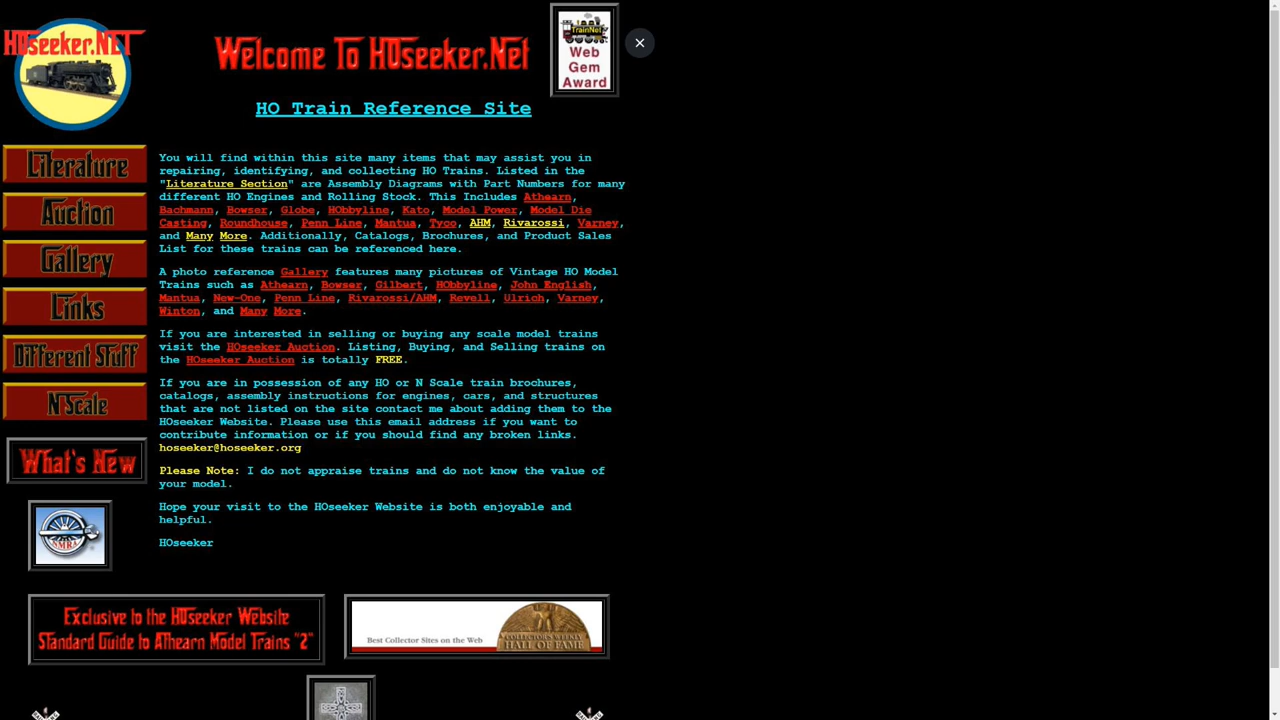 HOseeker.NET
Welcome To HOseeker.Net
TrainNet
Web
Gem
Award
HO Train Reference Site
Literature
Auction
Gallery
Links
Different Stuff
N Scale
What's New
NMRA
You will find within this site many items that may assist you in
repairing, identifying, and collecting HO Trains. Listed in the
"Literature Section" are Assembly Diagrams with Part Numbers for many
different HO Engines and Rolling Stock. This Includes Athearn,
Bachmann, Bowser, Globe, HObbyline, Kato, Model Power, Model Die
Casting, Roundhouse, Penn Line, Mantua, Tyco, AHM, Rivarossi, Varney,
and Many More. Additionally, Catalogs, Brochures, and Product Sales
List for these trains can be referenced here.
A photo reference Gallery features many pictures of Vintage HO Model
Trains such as Athearn, Bowser, Gilbert, HObbyline, John English,
Mantua, New-One, Penn Line, Rivarossi/AHM, Revell, Ulrich, Varney,
Winton, and Many More.
If you are interested in selling or buying any scale model trains
visit the HOseeker Auction. Listing, Buying, and Selling trains on
the HOseeker Auction is totally FREE.
If you are in possession of any HO or N Scale train brochures,
catalogs, assembly instructions for engines, cars, and structures
that are not listed on the site contact me about adding them to the
HOseeker Website. Please use this email address if you want to
contribute information or if you should find any broken links.
hoseeker@hoseeker.org
Please Note: I do not appraise trains and do not know the value of
your model.
Hope your visit to the HOseeker Website is both enjoyable and
helpful.
HOseeker
Exclusive to the HOseeker Website
Standard Guide to Athearn Model Trains "2"
Best Collector Sites on the Web
COLLECTORS WEEKLY
HALL OF FAME